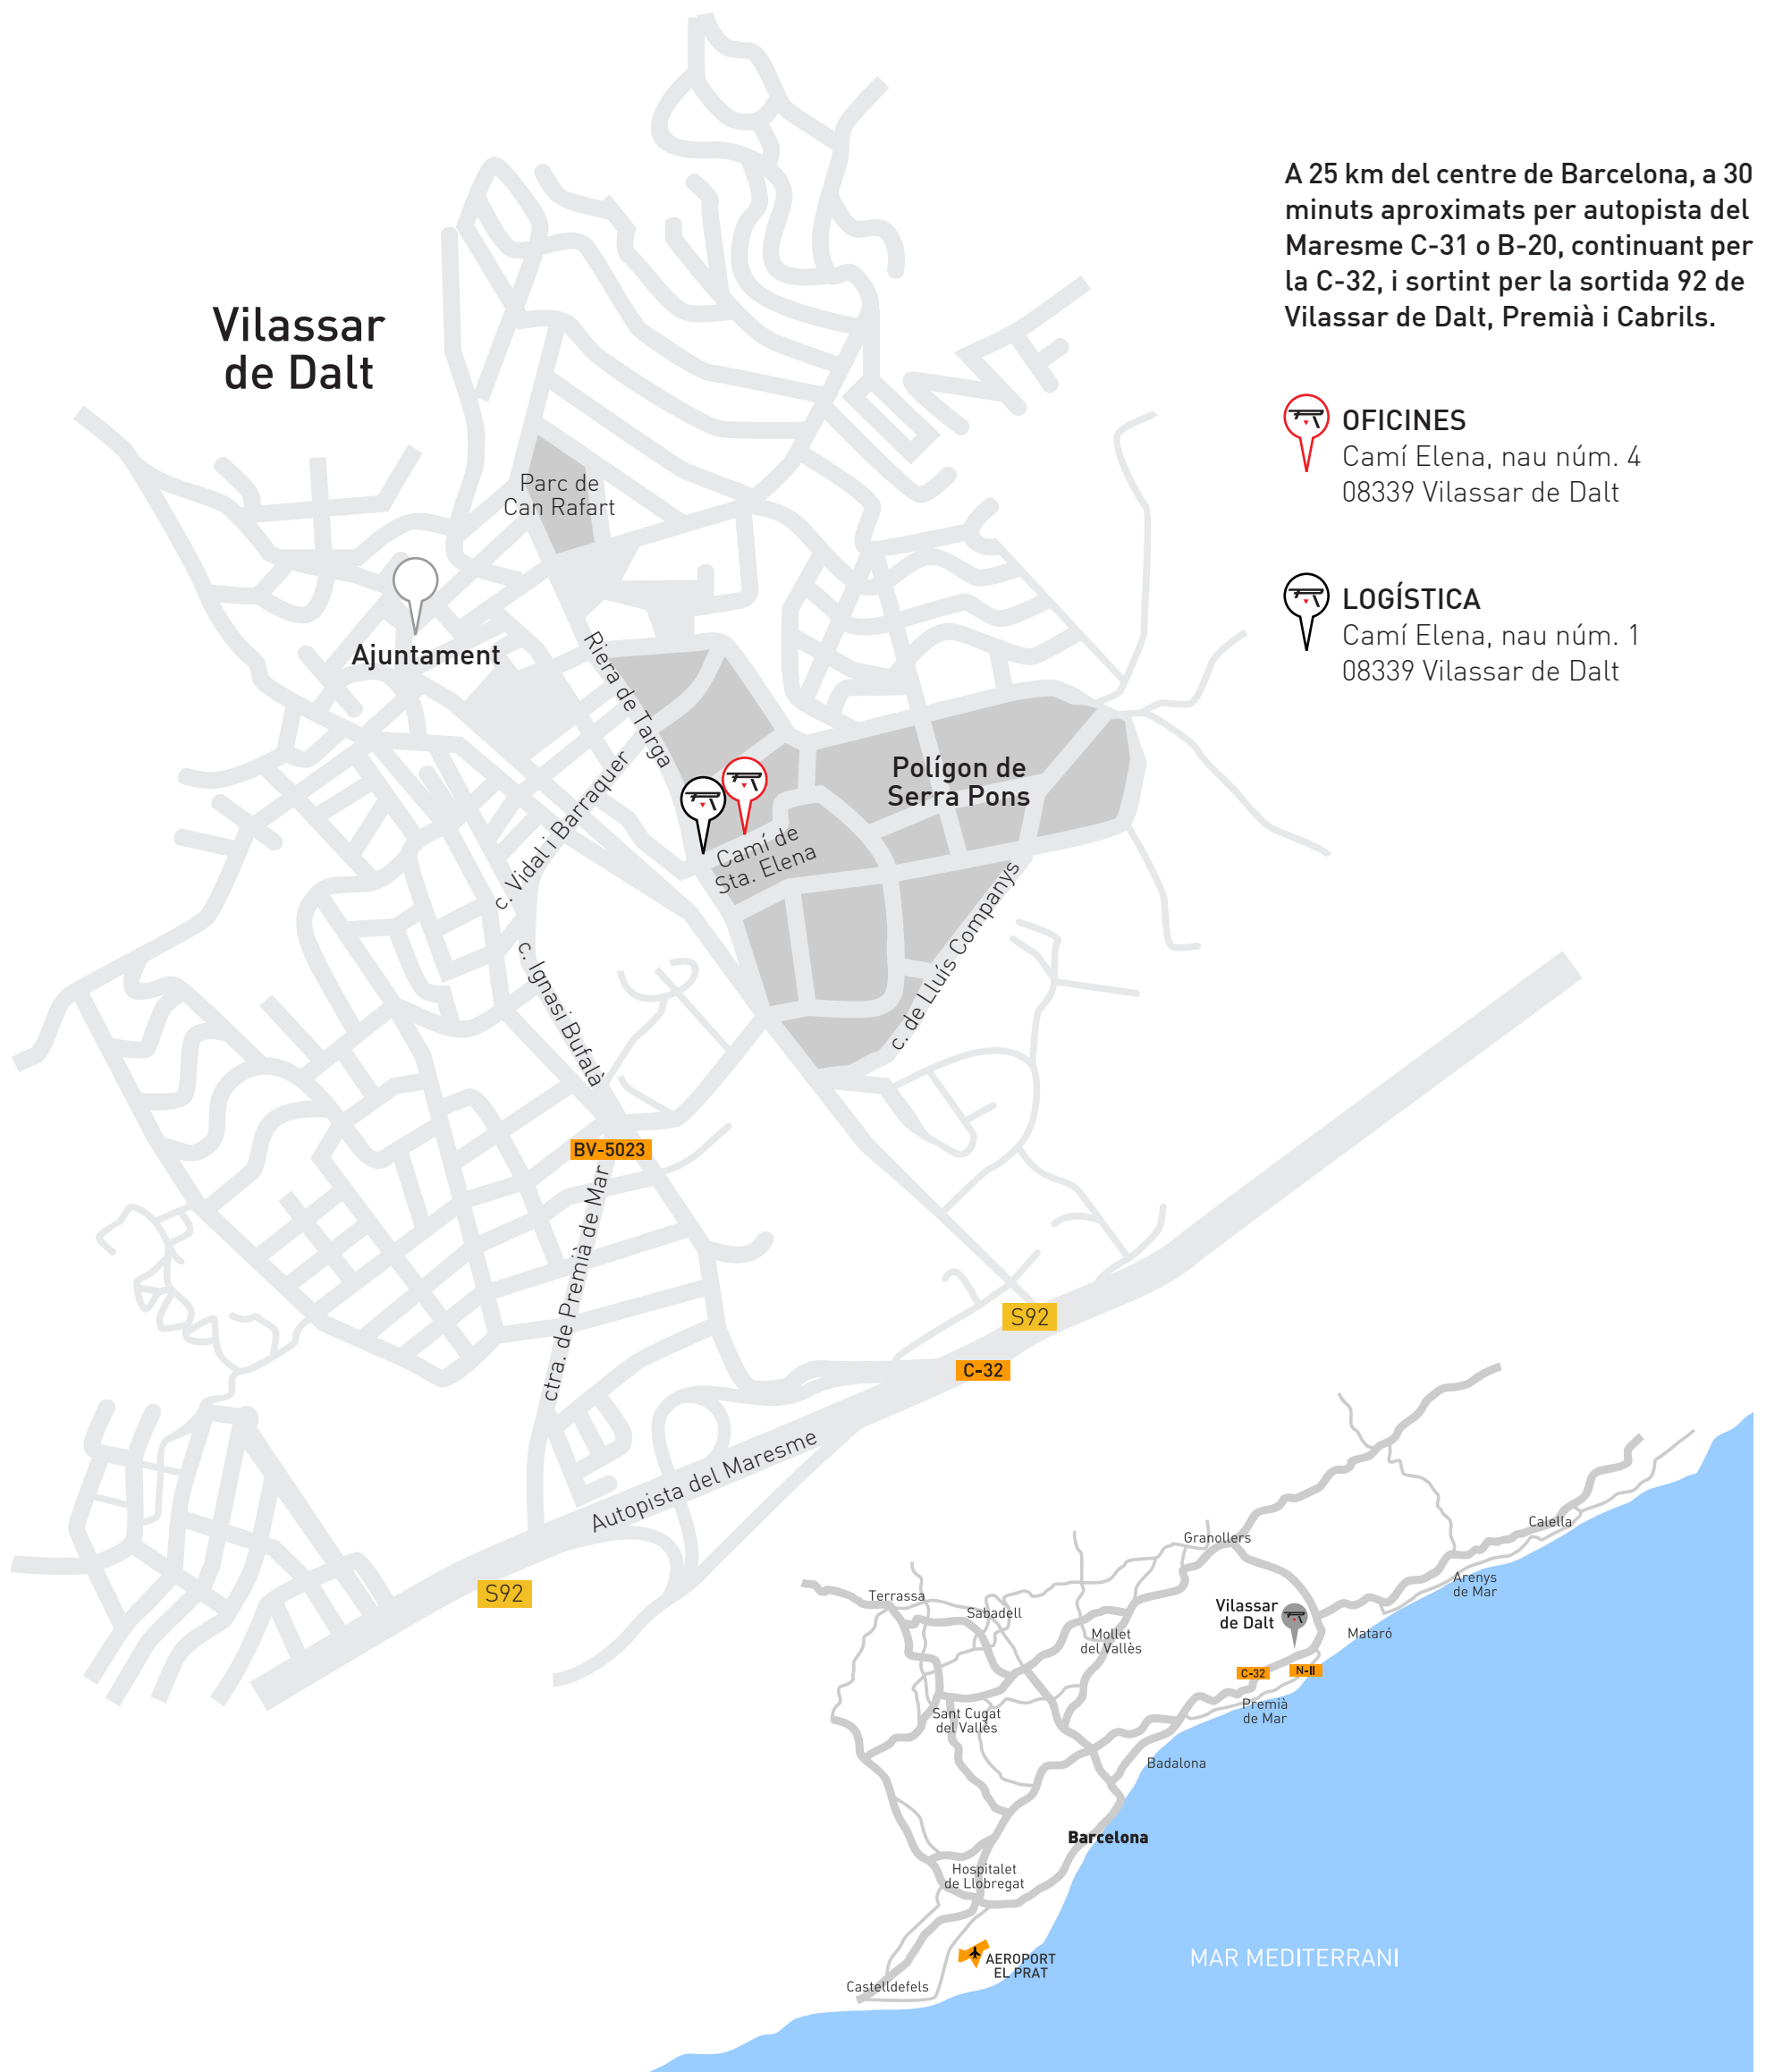 A 25 km del centre de Barcelona, a 30
minuts aproximats per autopista del
Maresme C-31 o B-20, continuant per
la C-32, i sortint per la sortida 92 de
Vilassar de Dalt, Premià i Cabrils.
Vilassar
de Dalt
OFICINES
Camí Elena, nau núm. 4
08339 Vilassar de Dalt
Parc de
Can Rafart
LOGÍSTICA
Camí Elena, nau núm. 1
08339 Vilassar de Dalt
Ajuntament
Riera de Targa
Polígon de
Serra Pons
c. Vidal i Barraquer
Camí de
Sta. Elena
c. de Lluís Companys
c. Ignasi Bufalà
BV-5023
ctra. de Premià de Mar
S92
C-32
Autopista del Maresme
S92
Calella
Granollers
Arenys
de Mar
Terrassa
Sabadell
Vilassar
de Dalt
Mollet
del Vallès
Mataró
C-32
N-II
Premià
de Mar
Sant Cugat
del Vallès
Badalona
Barcelona
Hospitalet
de Llobregat
AEROPORT
EL PRAT
MAR MEDITERRANI
Castelldefels